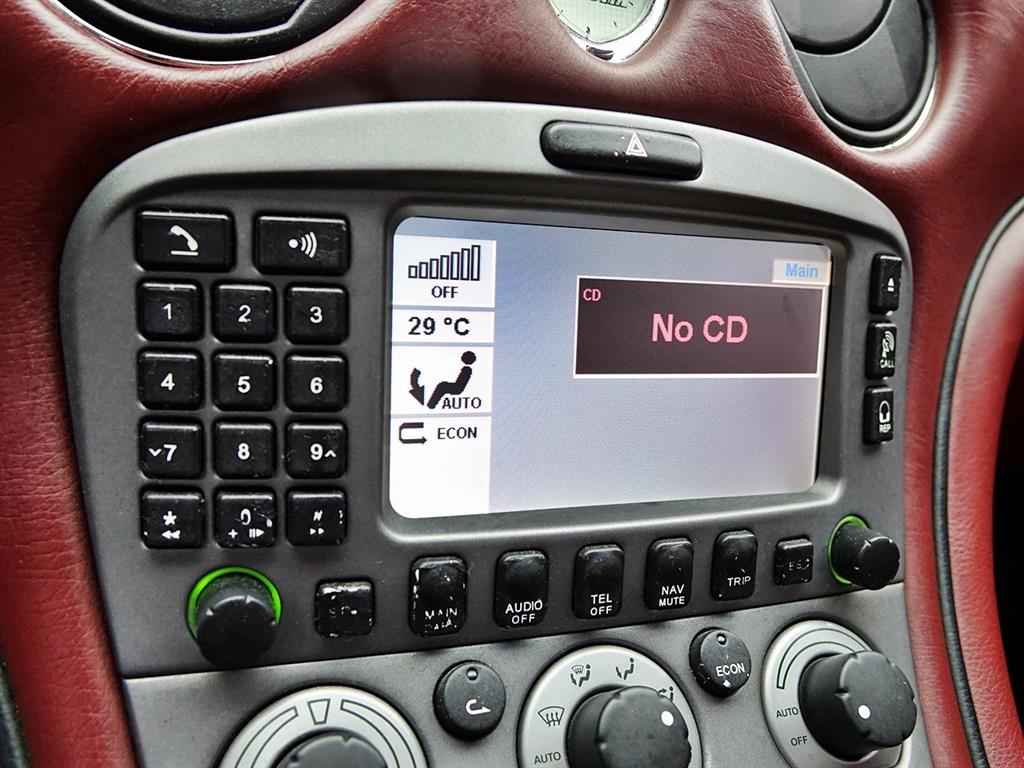 OFF
29 °C
AUTO
ECON
Main
CD
No CD
1
2
3
4
5
6
7
8
9
*
0
+
#
CALL
REP
MAIN
AUDIO
OFF
TEL
OFF
NAV
MUTE
TRIP
ECON
AUTO
AUTO
OFF